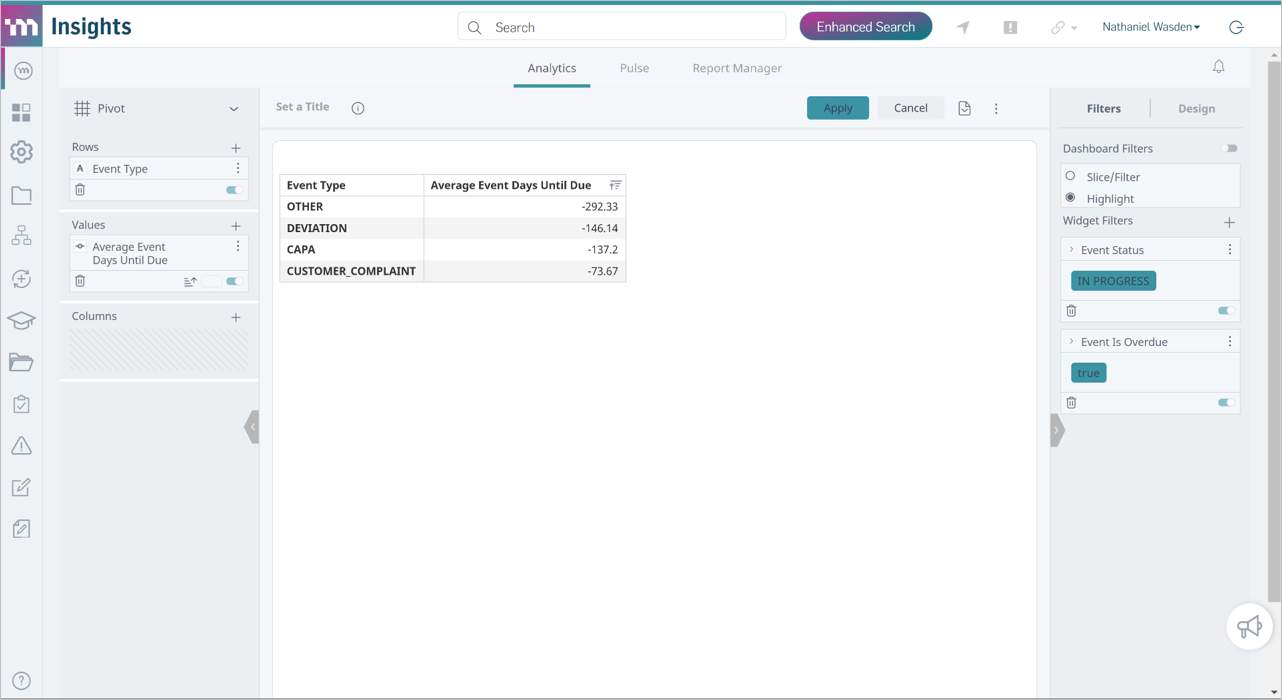 Insights
Search
Enhanced Search
Nathaniel Wasden
Analytics
Pulse
Report Manager
Pivot
Set a Title
Apply
Cancel
Filters
Design
Rows
A Event Type
Values
Average Event
Days Until Due
Columns
Event Type Average Event Days Until Due
OTHER -292.33
DEVIATION -146.14
CAPA -137.2
CUSTOMER_COMPLAINT -73.67
Dashboard Filters
Slice/Filter
Highlight
Widget Filters
Event Status
IN PROGRESS
Event Is Overdue
true